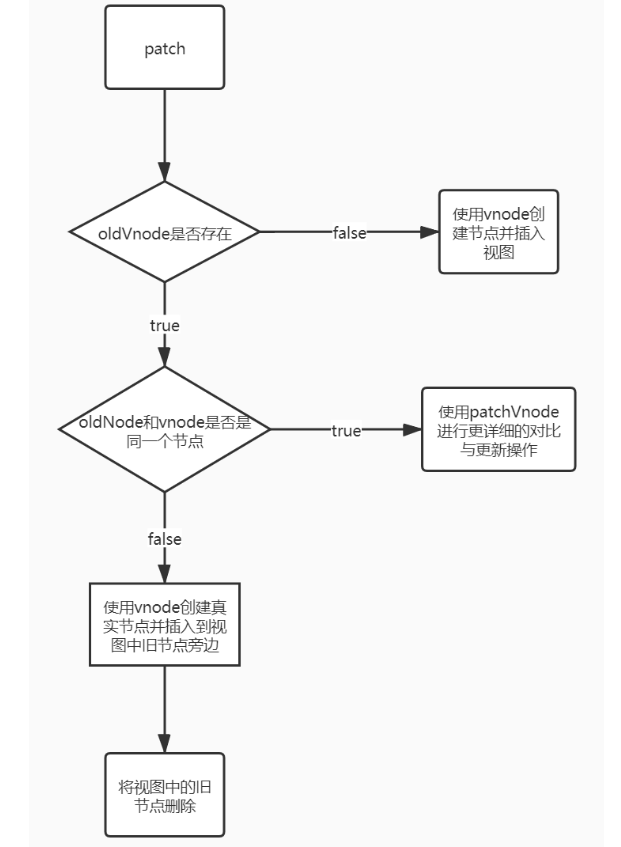 patch
oldVnode是否存在
false
使用vnode创
建节点并插入
视图
true
oldNode和vnode是否是
同一个节点
true
使用patchVnode
进行更详细的对比
与更新操作
false
使用vnode创建真
实节点并插入到视
图中旧节点旁边
将视图中的旧
节点删除